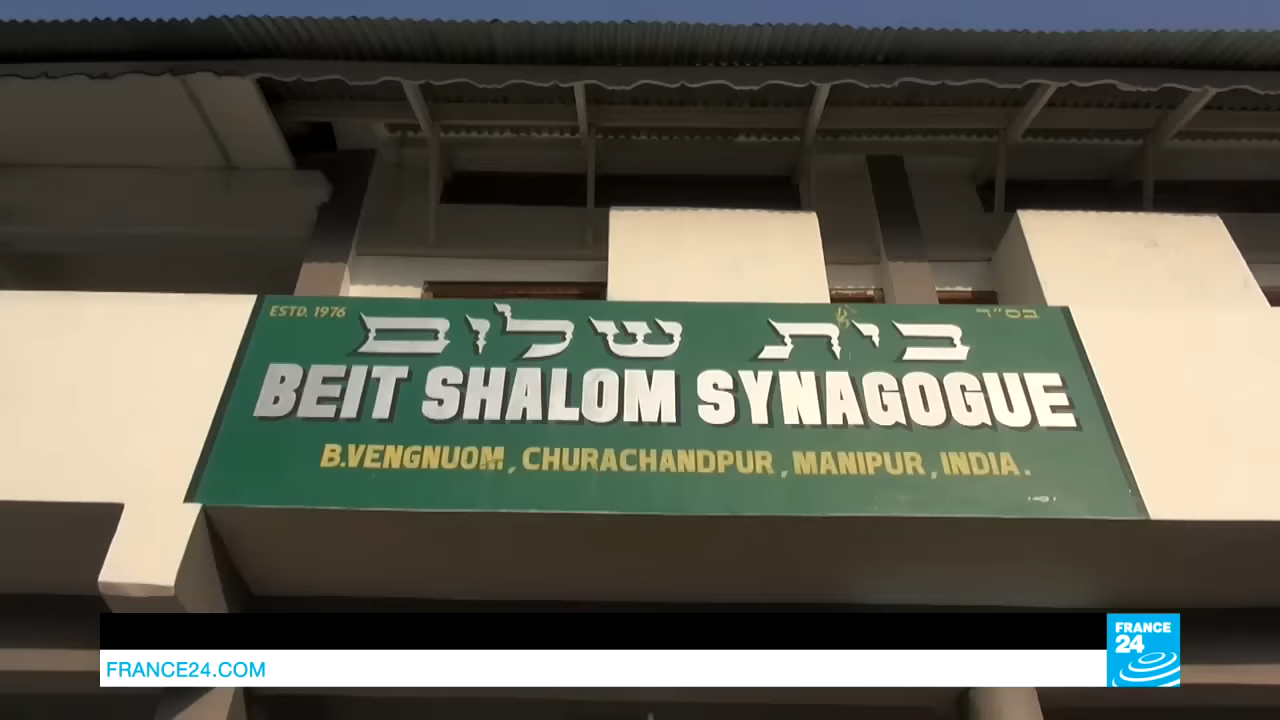 ESTD. 1976
בס"ד
בית שלום
BEIT SHALOM SYNAGOGUE
B.VENGNUOM, CHURACHANDPUR, MANIPUR, INDIA.
FRANCE24.COM
FRANCE
24